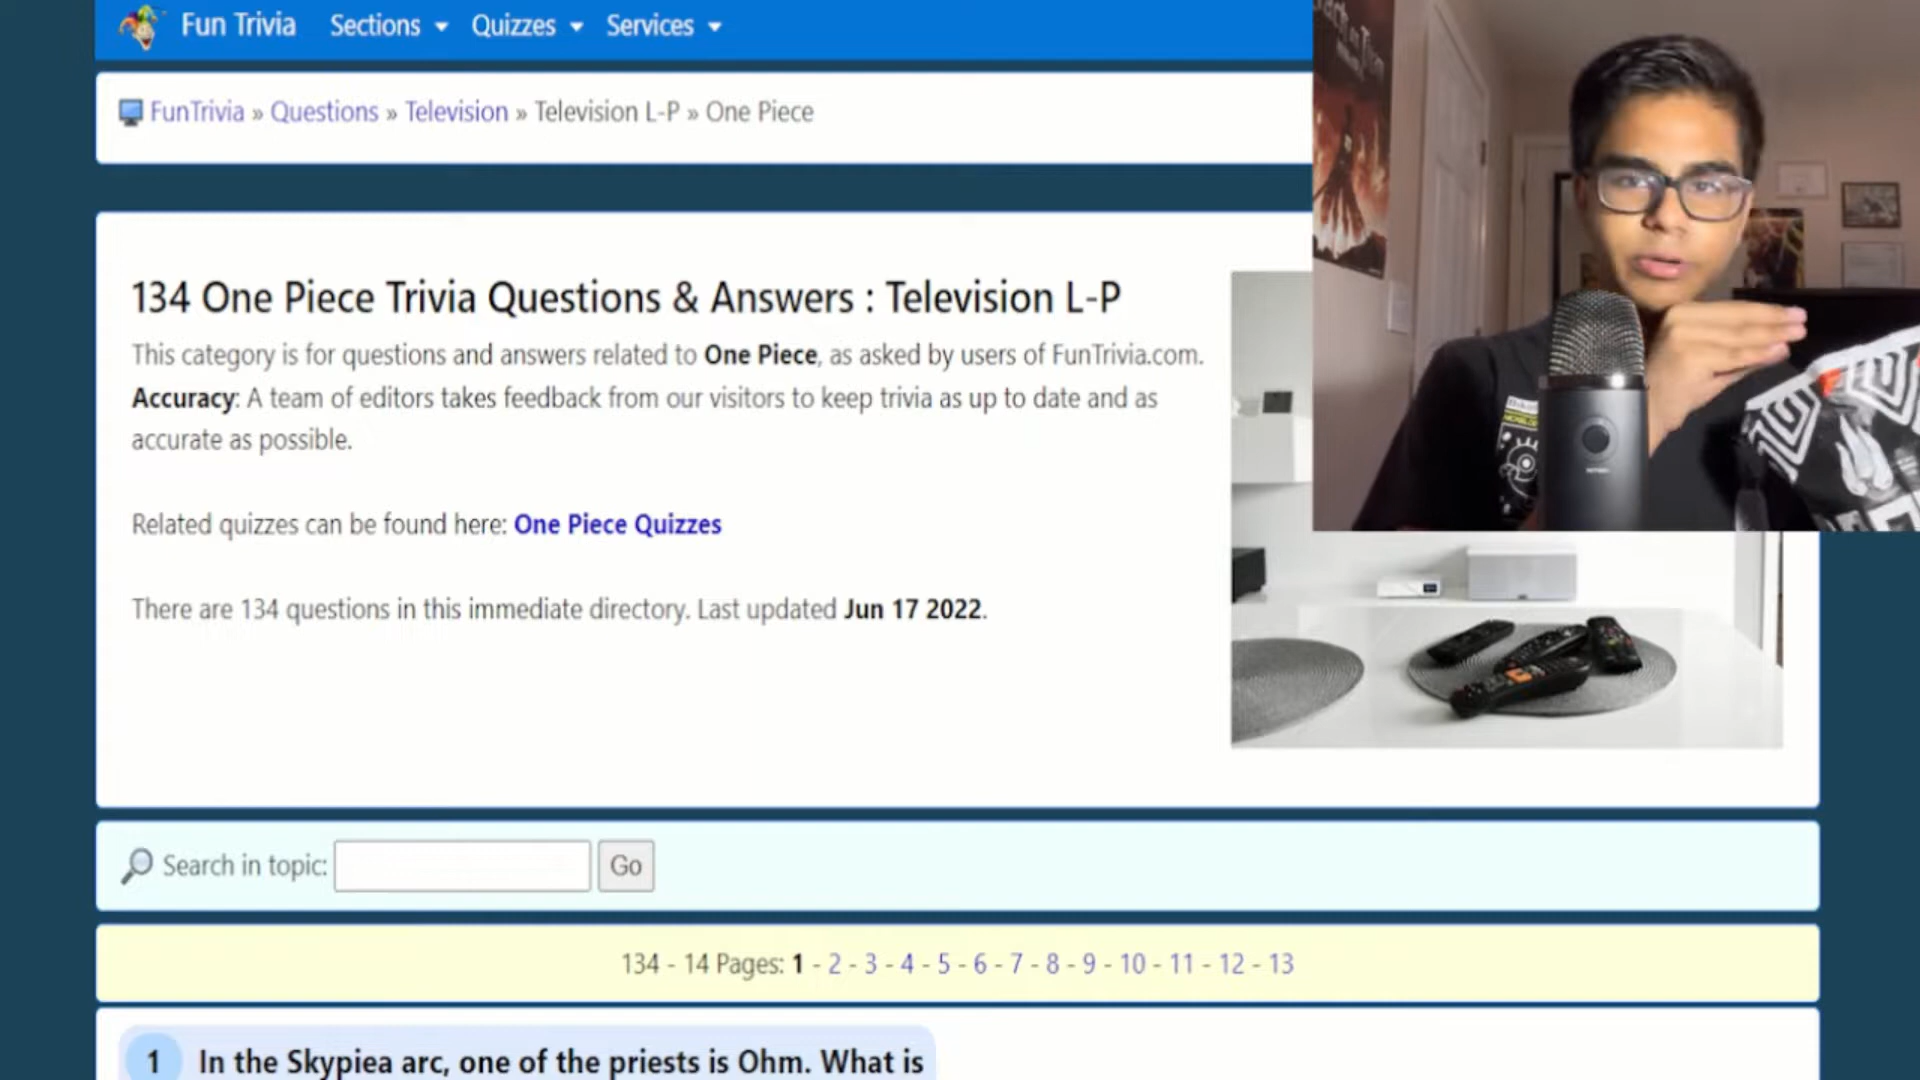 Fun Trivia Sections Quizzes Services
FunTrivia » Questions » Television » Television L-P » One Piece
134 One Piece Trivia Questions & Answers : Television L-P
This category is for questions and answers related to One Piece, as asked by users of FunTrivia.com.
Accuracy: A team of editors takes feedback from our visitors to keep trivia as up to date and as
accurate as possible.
Related quizzes can be found here: One Piece Quizzes
There are 134 questions in this immediate directory. Last updated Jun 17 2022.
Search in topic: Go
134 - 14 Pages: 1 - 2 - 3 - 4 - 5 - 6 - 7 - 8 - 9 - 10 - 11 - 12 - 13
1 In the Skypiea arc, one of the priests is Ohm. What is